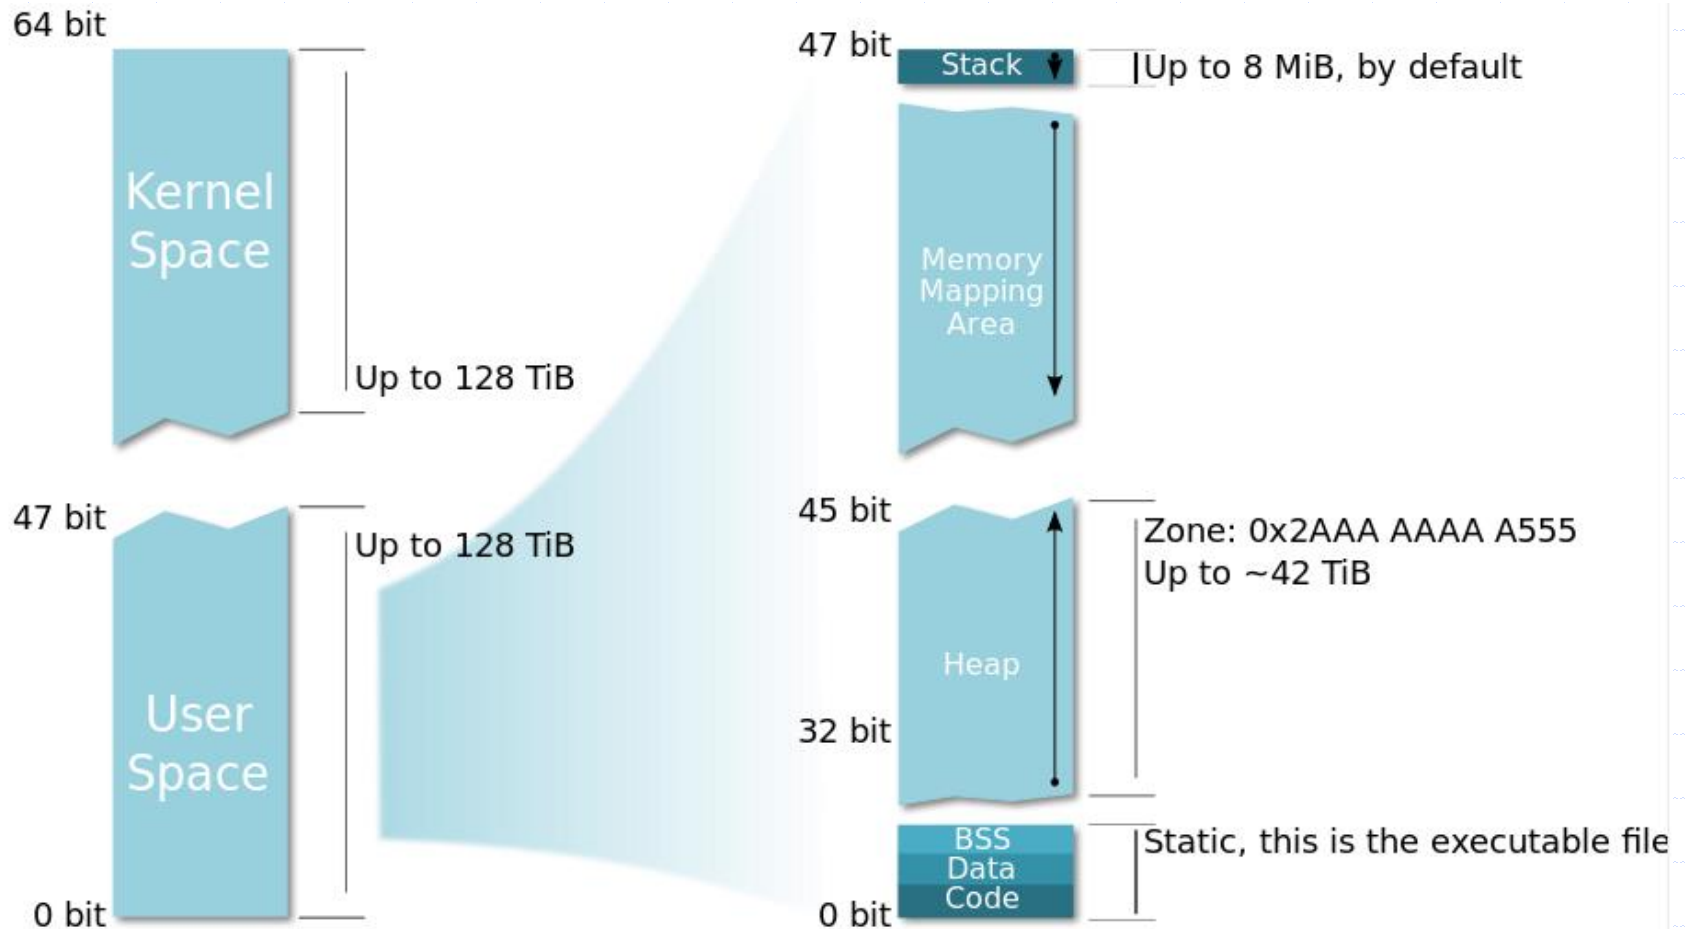 64 bit
Kernel
Space
Up to 128 TiB
47 bit
Up to 128 TiB
User
Space
0 bit
47 bit
Stack
Up to 8 MiB, by default
Memory
Mapping
Area
45 bit
Zone: 0x2AAA AAAA A555
Up to ~42 TiB
Heap
32 bit
BSS
Static, this is the executable file
Data
Code
0 bit